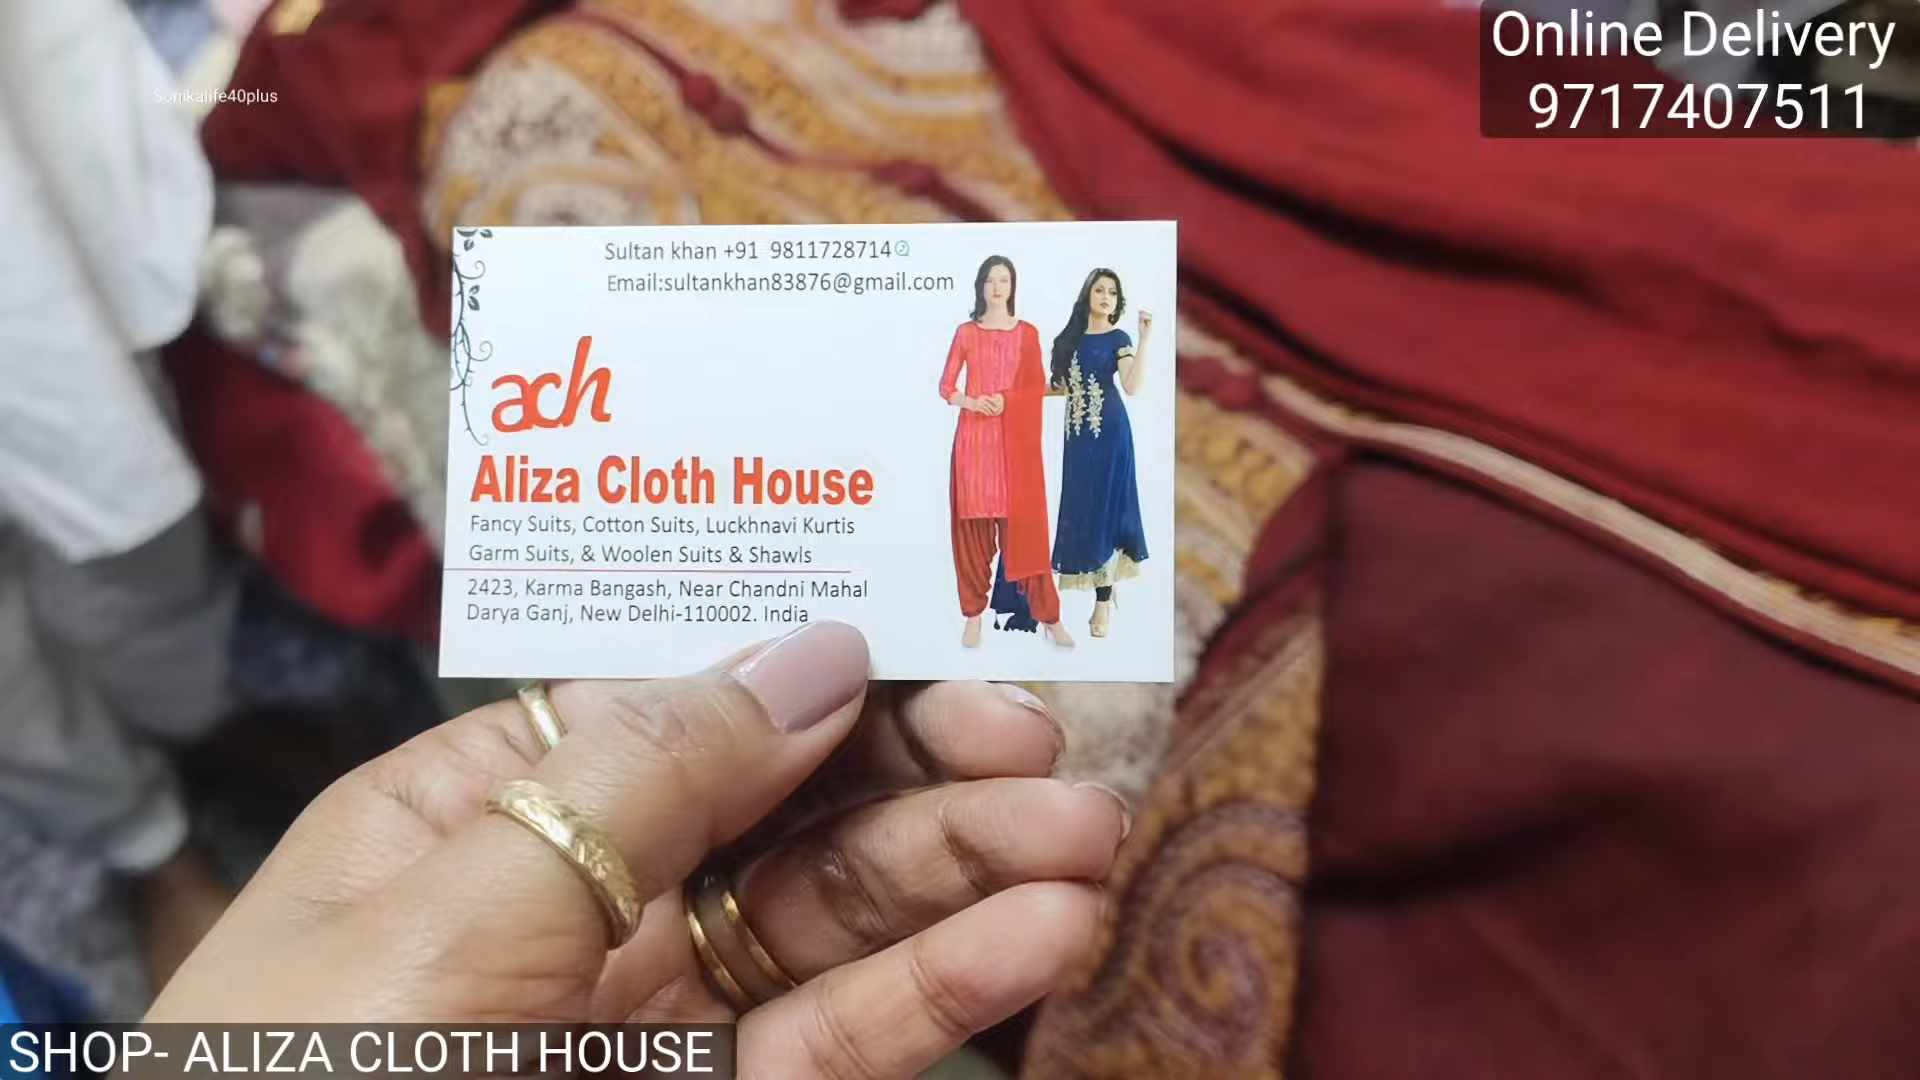 Online Delivery
9717407511
Sonikalife40plus
Sultan khan +91 9811728714
Email:sultankhan83876@gmail.com
ach
Aliza Cloth House
Fancy Suits, Cotton Suits, Luckhnavi Kurtis
Garm Suits, & Woolen Suits & Shawls
2423, Karma Bangash, Near Chandni Mahal
Darya Ganj, New Delhi-110002. India
SHOP- ALIZA CLOTH HOUSE